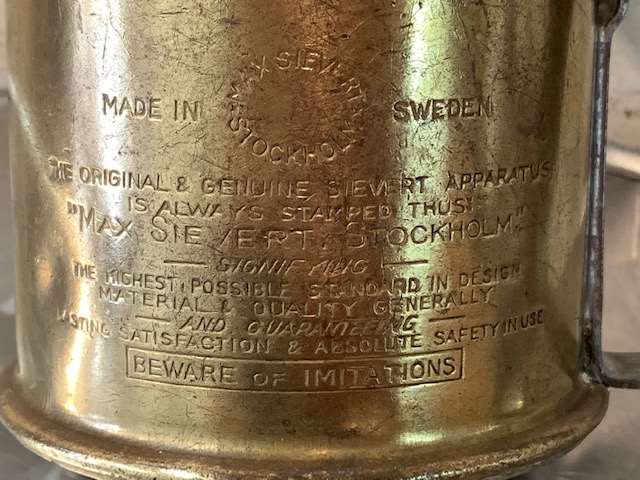 MAX SIEVERT
STOCKHOLM
MADE IN SWEDEN
THE ORIGINAL & GENUINE SIEVERT APPARATUS
IS ALWAYS STAMPED THUS:
"MAX SIEVERT, STOCKHOLM,"
SIGNIFYING
THE HIGHEST POSSIBLE STANDARD IN DESIGN
MATERIAL & QUALITY GENERALLY
AND GUARANTEEING
LASTING SATISFACTION & ABSOLUTE SAFETY IN USE
BEWARE OF IMITATIONS